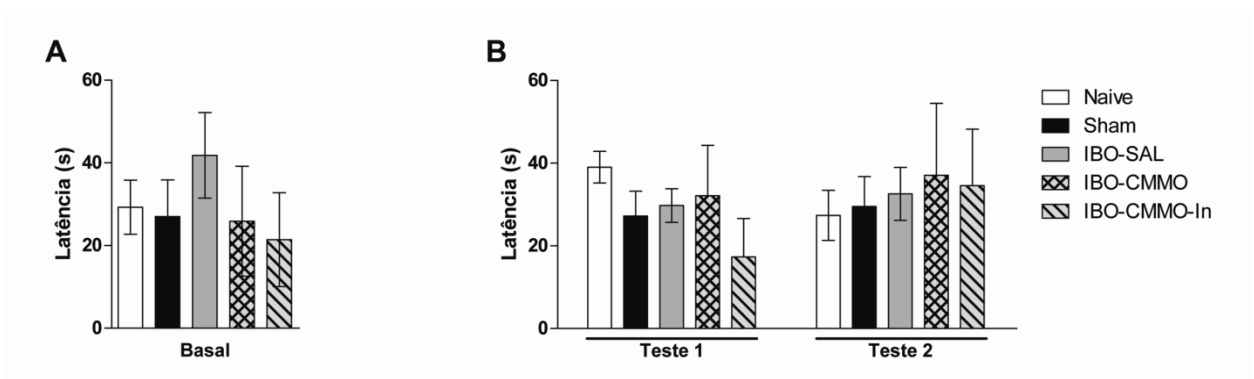 A
Latência (s)
60
40
20
0
Basal
B
Latência (s)
60
40
20
0
Teste 1
Teste 2
Naive
Sham
IBO-SAL
IBO-CMMO
IBO-CMMO-In